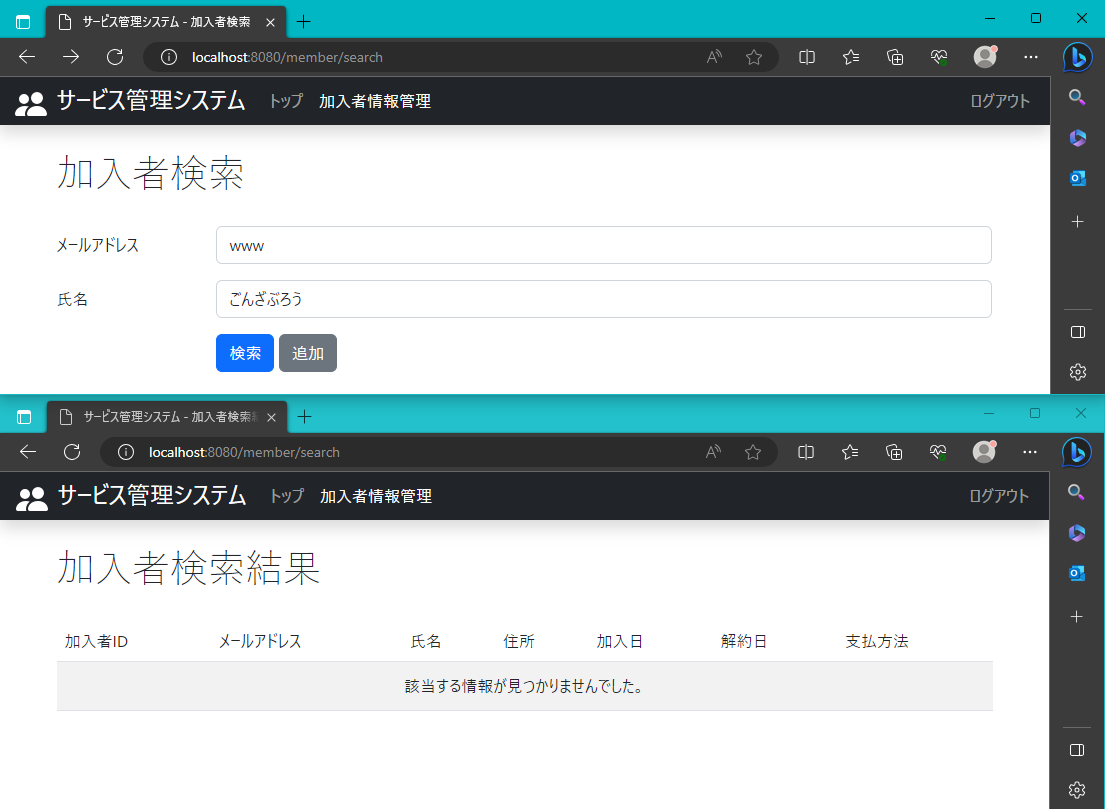 サービス管理システム - 加入者検索
localhost:8080/member/search
サービス管理システム トップ 加入者情報管理 ログアウト
加入者検索
メールアドレス www
氏名 ごんざぶろう
検索 追加
サービス管理システム - 加入者検索結
localhost:8080/member/search
サービス管理システム トップ 加入者情報管理 ログアウト
加入者検索結果
加入者ID メールアドレス 氏名 住所 加入日 解約日 支払方法
該当する情報が見つかりませんでした。